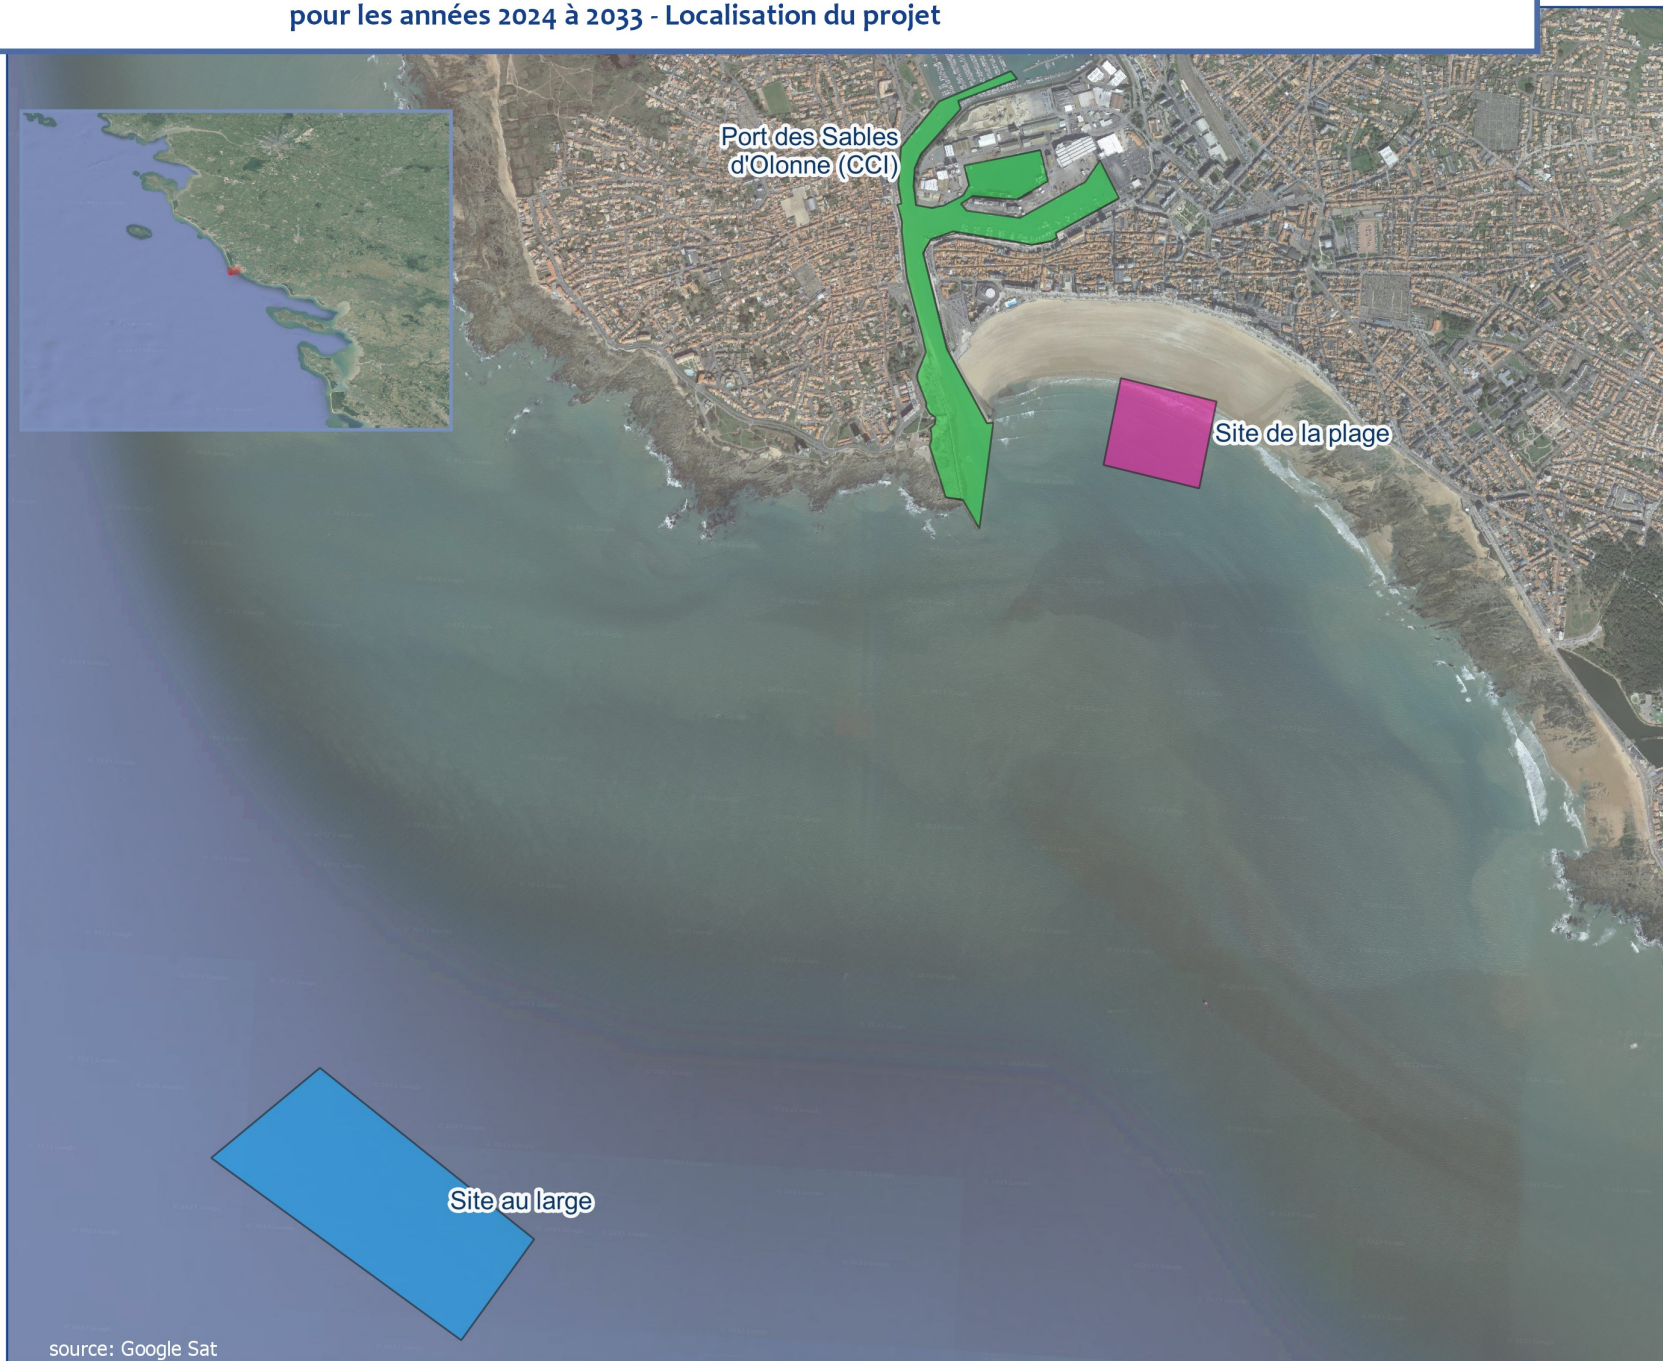 pour les années 2024 à 2033 - Localisation du projet
Port des Sables
d'Olonne (CCI)
Site de la plage
Site au large
source: Google Sat